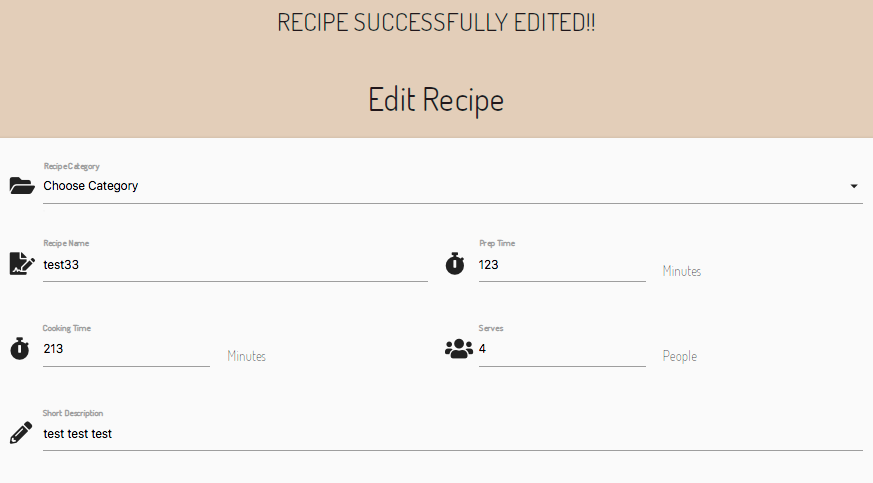 RECIPE SUCCESSFULLY EDITED!!
Edit Recipe
Recipe Category
Choose Category
Recipe Name
test33
Prep Time
123
Minutes
Cooking Time
213
Minutes
Serves
4
People
Short Description
test test test